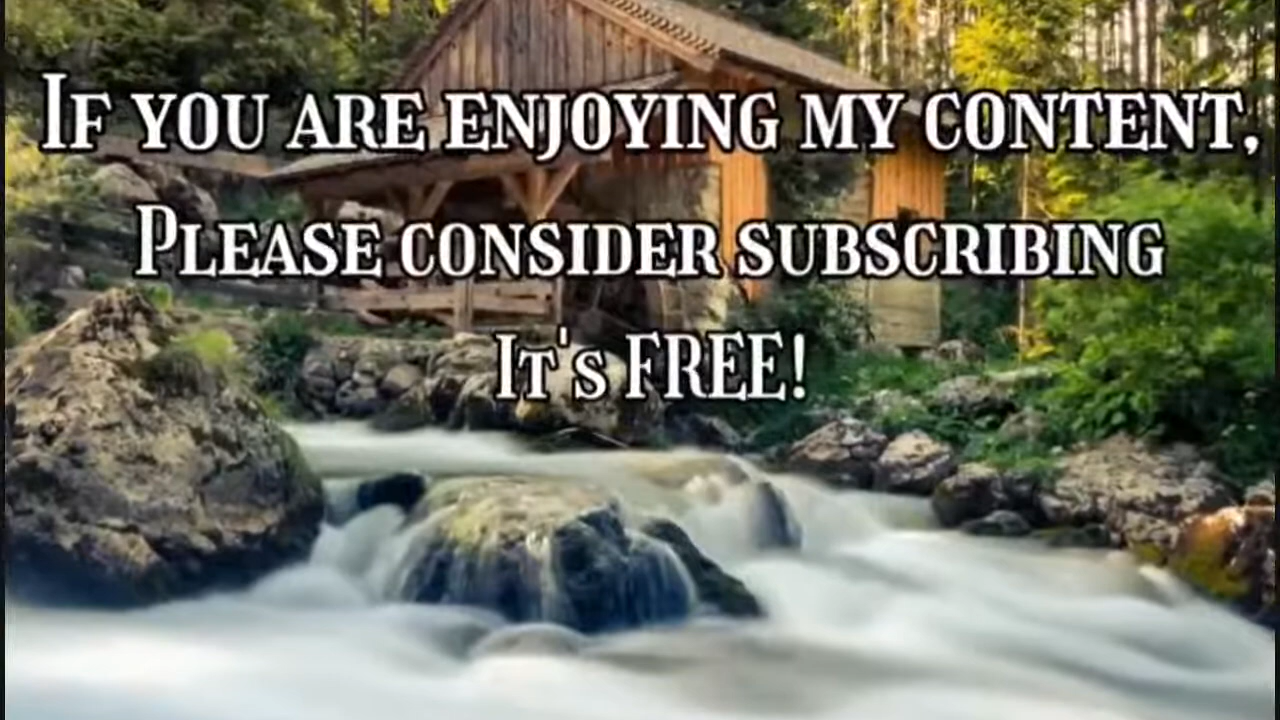 If you are enjoying my content,
Please consider subscribing
It's FREE!